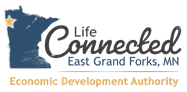 Life
Connected
East Grand Forks, MN
Economic Development Authority